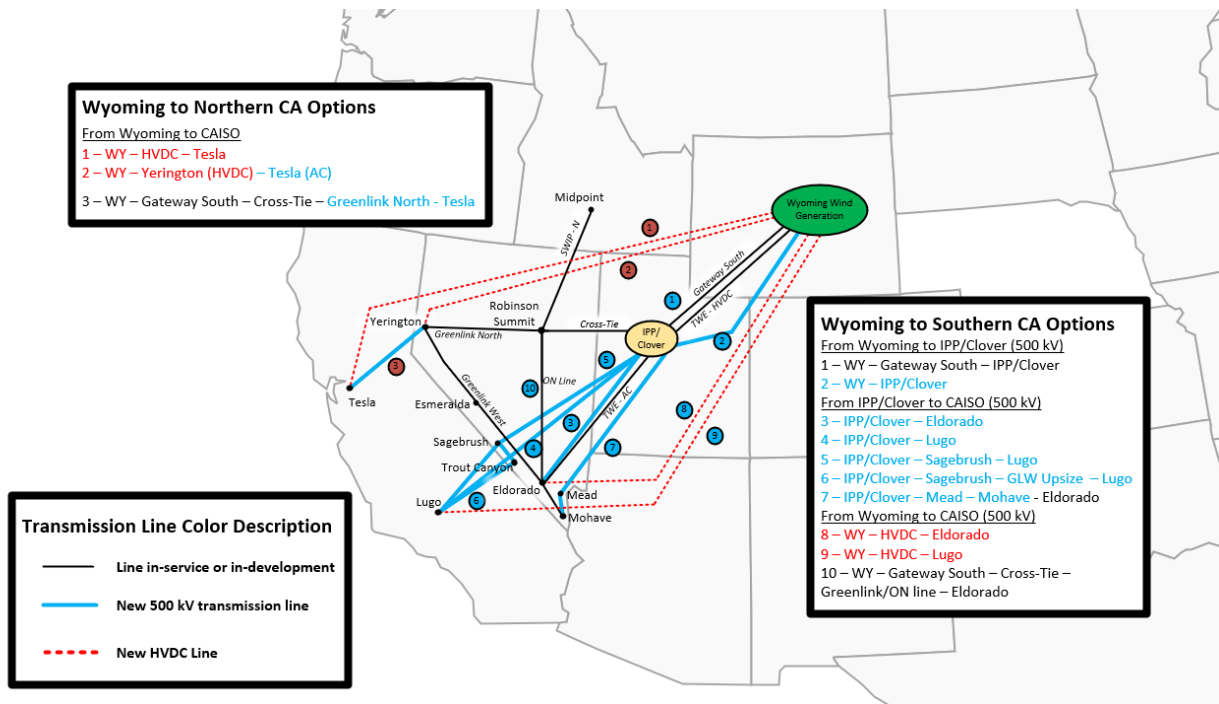 Wyoming to Northern CA Options
From Wyoming to CAISO
1 – WY – HVDC – Tesla
2 – WY – Yerington (HVDC) – Tesla (AC)
3 – WY – Gateway South – Cross-Tie – Greenlink North - Tesla
Midpoint
SWIP - N
1
2
Wyoming Wind
Generation
Gateway South
TWE - HVDC
1
2
Robinson
Summit
Cross-Tie
IPP/
Clover
Yerington
Greenlink North
3
Tesla
5
10
ON Line
Greenlink West
Esmeralda
TWE - AC
8
9
3
4
7
Sagebrush
Trout Canyon
Eldorado
Lugo
6
Mead
Mohave
Wyoming to Southern CA Options
From Wyoming to IPP/Clover (500 kV)
1 – WY – Gateway South – IPP/Clover
2 – WY – IPP/Clover
From IPP/Clover to CAISO (500 kV)
3 – IPP/Clover – Eldorado
4 – IPP/Clover – Lugo
5 – IPP/Clover – Sagebrush – Lugo
6 – IPP/Clover – Sagebrush – GLW Upsize – Lugo
7 – IPP/Clover – Mead – Mohave - Eldorado
From Wyoming to CAISO (500 kV)
8 – WY – HVDC – Eldorado
9 – WY – HVDC – Lugo
10 – WY – Gateway South – Cross-Tie –
Greenlink/ON line – Eldorado
Transmission Line Color Description
Line in-service or in-development
New 500 kV transmission line
New HVDC Line